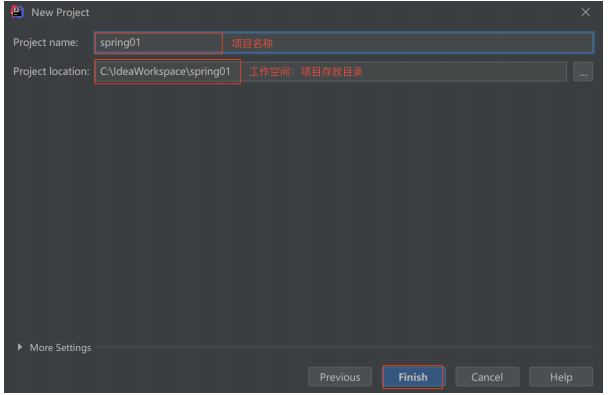 New Project
Project name: spring01 项目名称
Project location: C:\IdeaWorkspace\spring01 工作空间：项目存放目录 ...
More Settings
Previous Finish Cancel Help